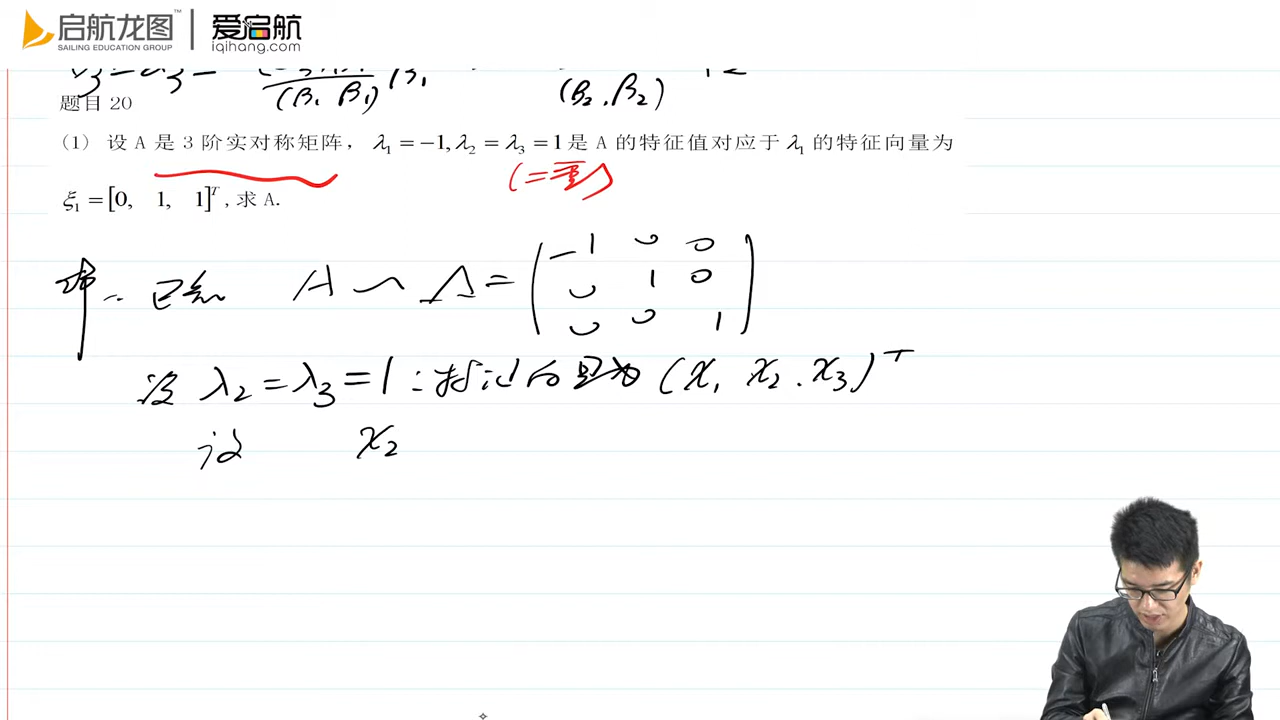 启航龙图 爱启航
SAILING EDUCATION GROUP iqihang.com
(β₁ β₁) β₁ (β₂,β₂)
题目20
(1) 设 A 是 3 阶实对称矩阵, λ₁=-1,λ₂=λ₃=1是 A 的特征值对应于 λ₁ 的特征向量为
(二重)
ξ₁=[0, 1, 1]ᵀ,求 A.
-1 0 0
已知 A ~ Λ = 0 1 0
0 0 1
设 λ₂=λ₃=1: 特征向量为 (x₁ x₂,x₃)ᵀ
设 x₂